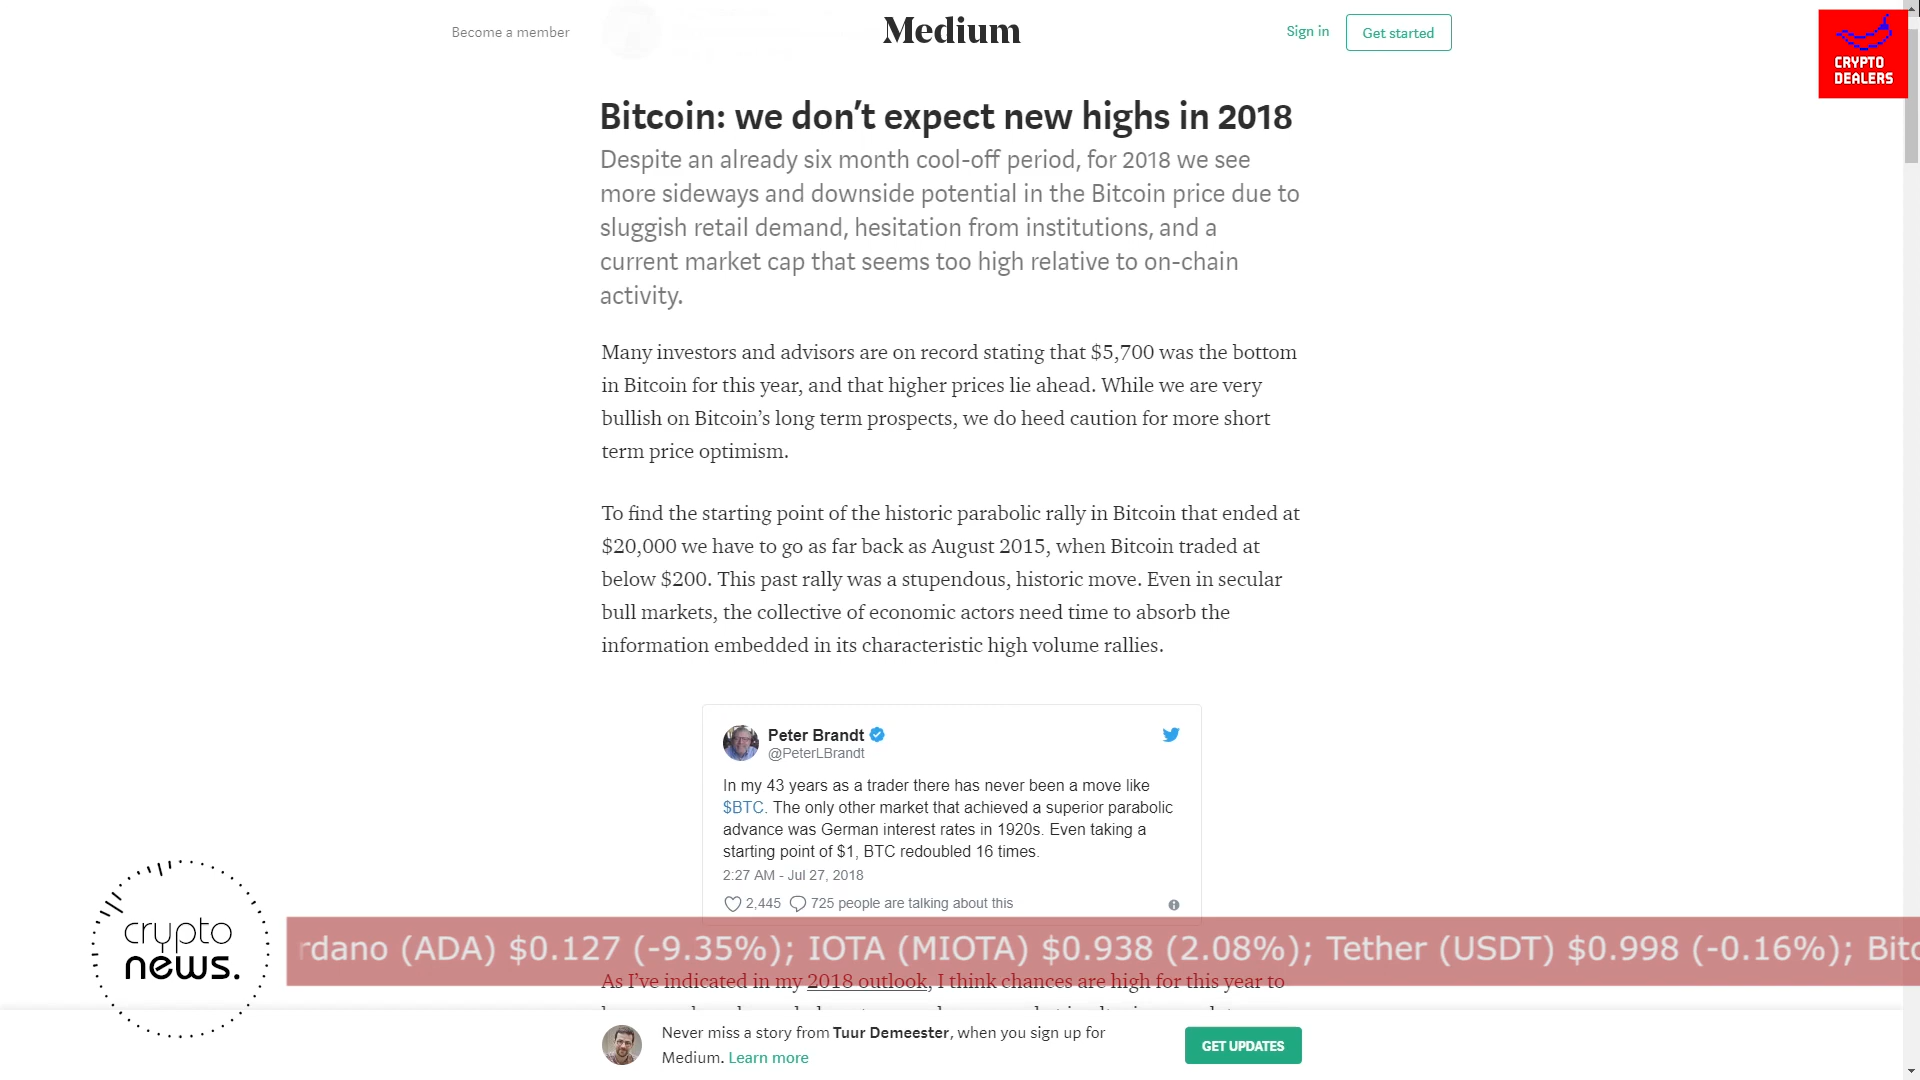 Become a member
Medium
Sign in
Get started
CRYPTO
DEALERS
Bitcoin: we don’t expect new highs in 2018
Despite an already six month cool-off period, for 2018 we see
more sideways and downside potential in the Bitcoin price due to
sluggish retail demand, hesitation from institutions, and a
current market cap that seems too high relative to on-chain
activity.
Many investors and advisors are on record stating that $5,700 was the bottom
in Bitcoin for this year, and that higher prices lie ahead. While we are very
bullish on Bitcoin’s long term prospects, we do heed caution for more short
term price optimism.
To find the starting point of the historic parabolic rally in Bitcoin that ended at
$20,000 we have to go as far back as August 2015, when Bitcoin traded at
below $200. This past rally was a stupendous, historic move. Even in secular
bull markets, the collective of economic actors need time to absorb the
information embedded in its characteristic high volume rallies.
Peter Brandt
@PeterLBrandt
In my 43 years as a trader there has never been a move like
$BTC. The only other market that achieved a superior parabolic
advance was German interest rates in 1920s. Even taking a
starting point of $1, BTC redoubled 16 times.
2:27 AM - Jul 27, 2018
2,445 725 people are talking about this
crypto
news.
rdano (ADA) $0.127 (-9.35%); IOTA (MIOTA) $0.938 (2.08%); Tether (USDT) $0.998 (-0.16%); Bitc
As I’ve indicated in my 2018 outlook, I think chances are high for this year to
Never miss a story from Tuur Demeester, when you sign up for
Medium. Learn more
GET UPDATES